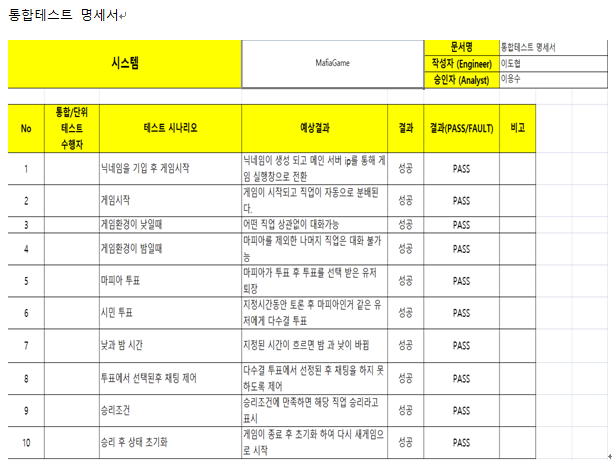 통합테스트 명세서
시스템
MafiaGame
문서명
통합테스트 명세서
작성자 (Engineer)
이도협
승인자 (Analyst)
이응수
No
통합/단위
테스트
수행자
테스트 시나리오
예상결과
결과
결과(PASS/FAULT)
비고
1
닉네임을 기입 후 게임시작
닉네임이 생성 되고 메인 서버 ip를 통해 게
임 실행창으로 전환
성공
PASS
2
게임시작
게임이 시작되고 직업이 자동으로 분배된
다.
성공
PASS
3
게임환경이 낮일때
어떤 직업 상관없이 대화가능
성공
PASS
4
게임환경이 밤일때
마피아를 제외한 나머지 직업은 대화 불가
능
성공
PASS
5
마피아 투표
마피아가 투표 후 투표를 선택 받은 유저
퇴장
성공
PASS
6
시민 투표
지정시간동안 토론 후 마피아인거 같은 유
저에게 다수결 투표
성공
PASS
7
낮과 밤 시간
지정된 시간이 흐르면 밤 과 낮이 바뀜
성공
PASS
8
투표에서 선택된후 채팅 제어
다수결 투표에서 선정된 후 채팅을 하지 못
하도록 제어
성공
PASS
9
승리조건
승리조건에 만족하면 해당 직업 승리라고
표시
성공
PASS
10
승리 후 상태 초기화
게임이 종료 후 초기화 하여 다시 새게임으
로 시작
성공
PASS